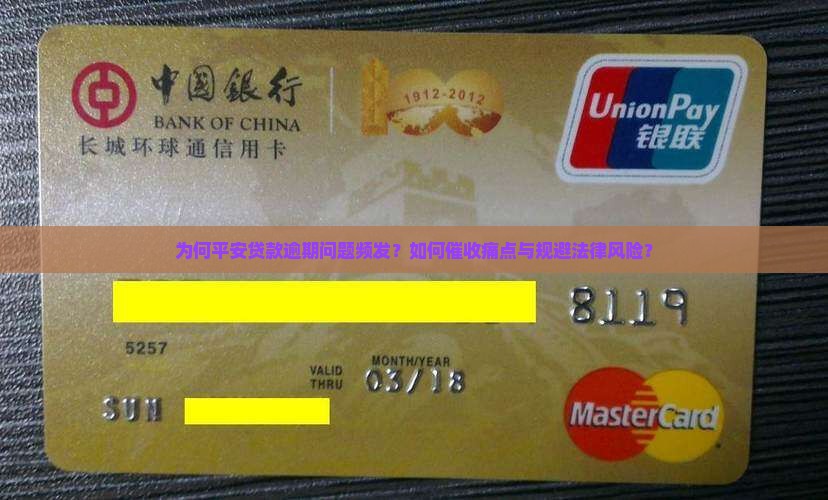 中國銀行
BANK OF CHINA
长城环球通信用卡
1912-2012
UnionPay
银联
为何平安贷款逾期问题频发？如何催收痛点与规避法律风险？
8119
5257
VALID
THRU
MONTH/YEAR
03/18
SUN
MasterCard